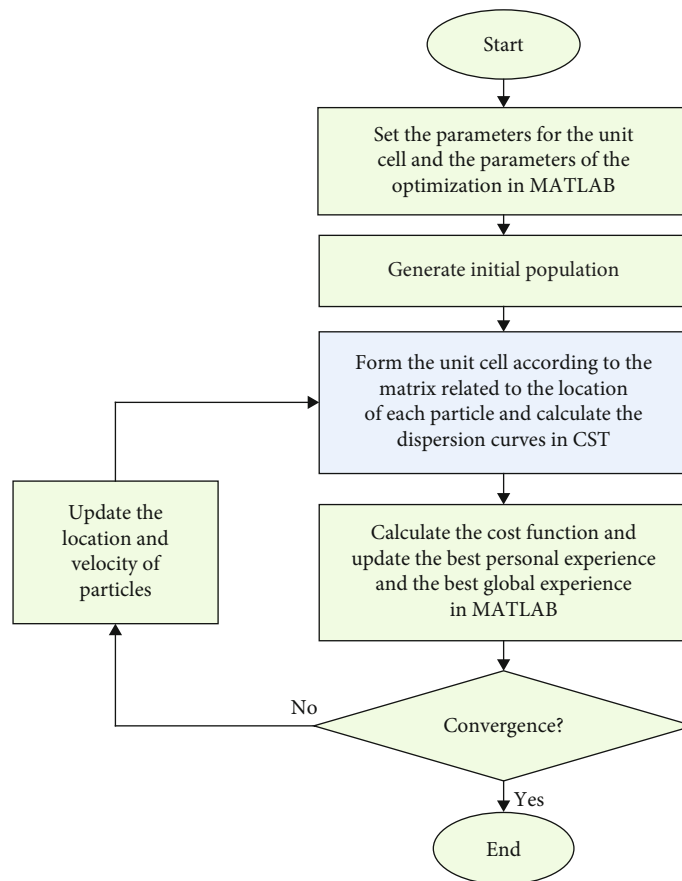 Start
Set the parameters for the unit
cell and the parameters of the
optimization in MATLAB
Generate initial population
Form the unit cell according to the
matrix related to the location
of each particle and calculate the
dispersion curves in CST
Update the
location and
velocity of
particles
Calculate the cost function and
update the best personal experience
and the best global experience
in MATLAB
No
Convergence?
Yes
End